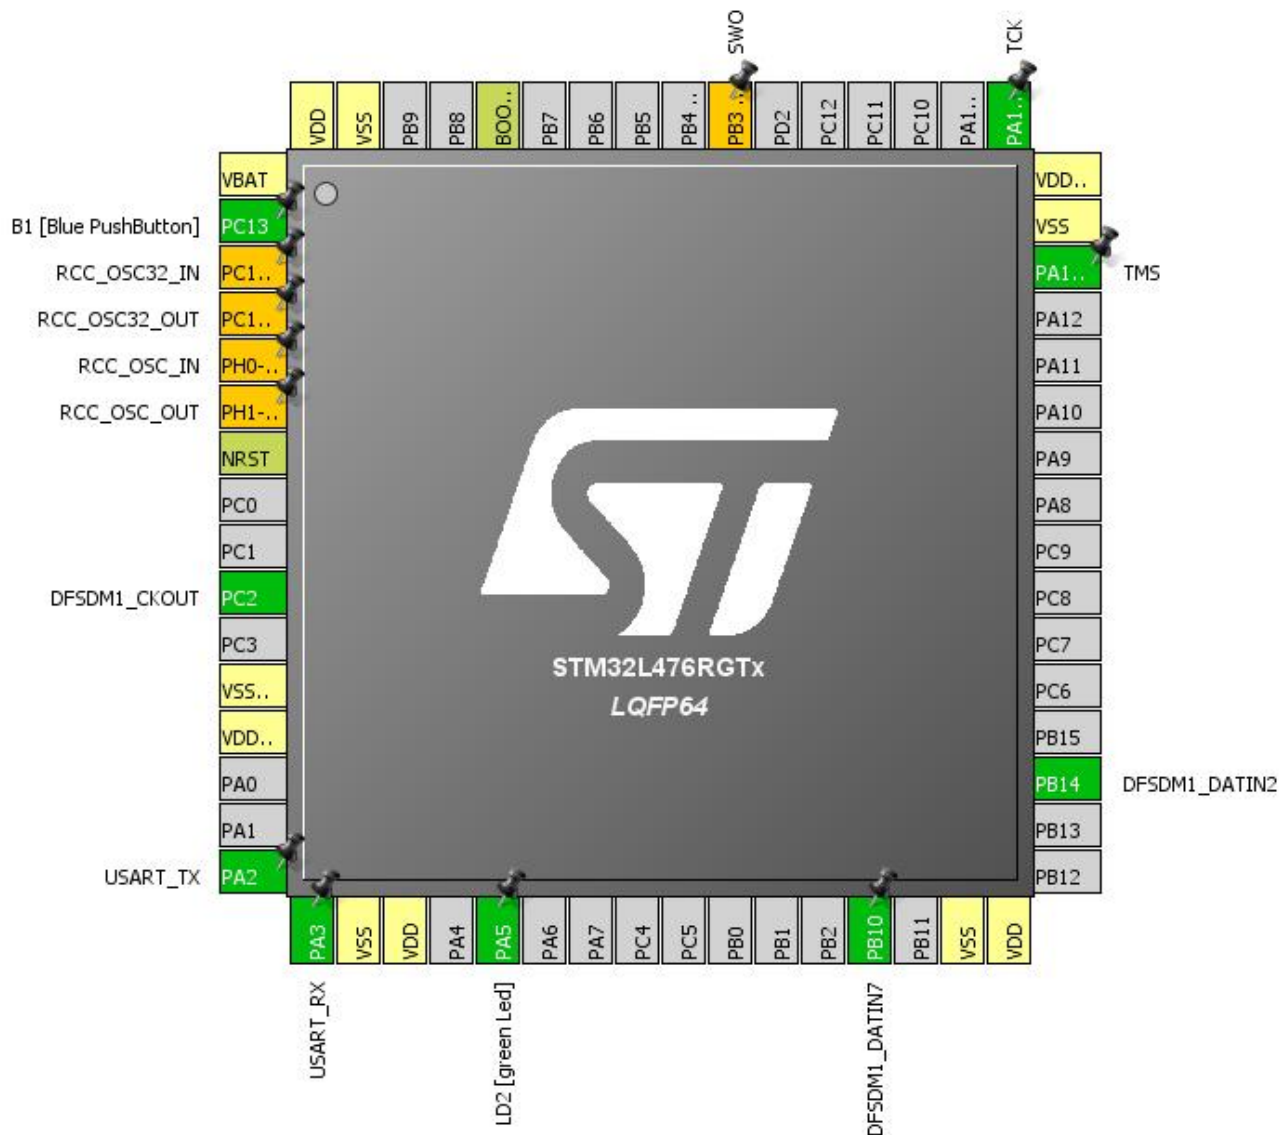 SWO
TCK
VDD
VSS
PB9
PB8
BOO..
PB7
PB6
PB5
PB4 ..
PB3 ..
PD2
PC12
PC11
PC10
PA1..
PA1..
VBAT
B1 [Blue PushButton] PC13
RCC_OSC32_IN PC1..
RCC_OSC32_OUT PC1..
RCC_OSC_IN PH0-..
RCC_OSC_OUT PH1-..
NRST
PC0
PC1
DFSDM1_CKOUT PC2
PC3
VSS..
VDD..
PA0
PA1
USART_TX PA2
ST
STM32L476RGTx
LQFP64
VDD..
VSS
PA1.. TMS
PA12
PA11
PA10
PA9
PA8
PC9
PC8
PC7
PC6
PB15
PB14 DFSDM1_DATIN2
PB13
PB12
PA3
VSS
VDD
PA4
PA5
PA6
PA7
PC4
PC5
PB0
PB1
PB2
PB10
PB11
VSS
VDD
USART_RX
LD2 [green Led]
DFSDM1_DATIN7